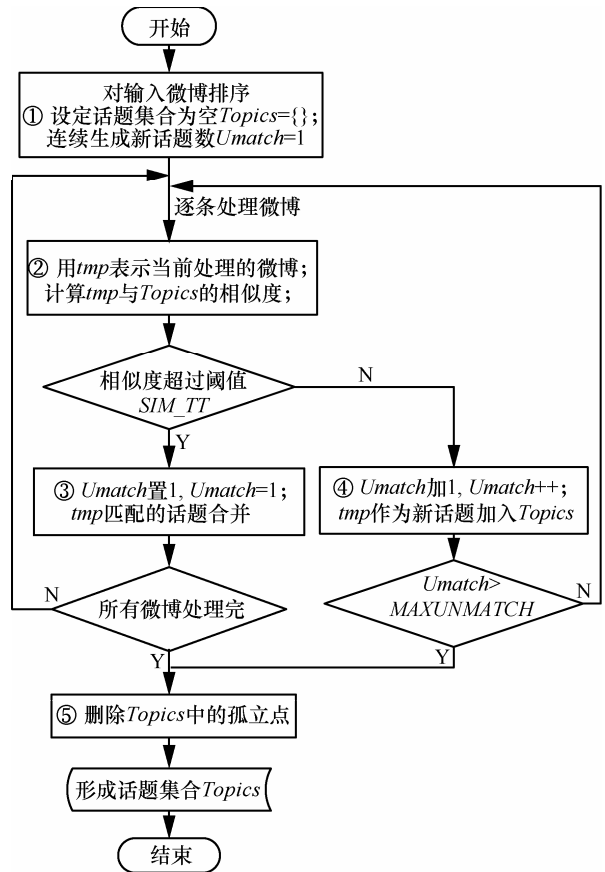 开始
对输入微博排序
① 设定话题集合为空Topics={};
连续生成新话题数Umatch=1
逐条处理微博
② 用tmp表示当前处理的微博;
计算tmp与Topics的相似度;
相似度超过阈值
SIM_TT
N
Y
③ Umatch置1, Umatch=1;
tmp匹配的话题合并
④ Umatch加1, Umatch++;
tmp作为新话题加入Topics
N
所有微博处理完
Umatch>
MAXUNMATCH
N
Y
Y
⑤ 删除Topics中的孤立点
形成话题集合Topics
结束